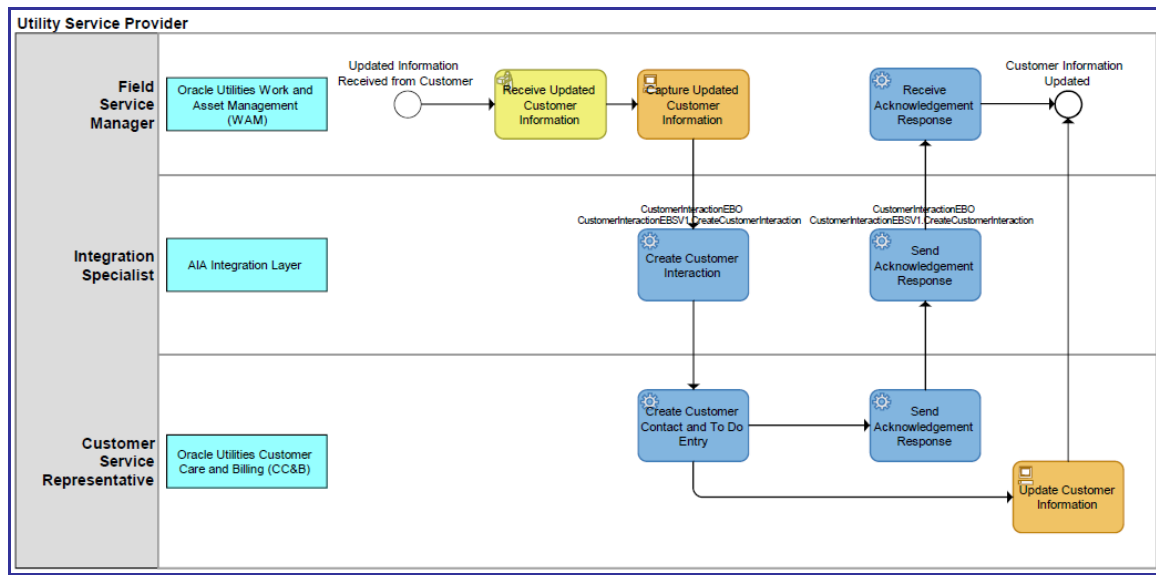 Utility Service Provider
Field
Service
Manager
Oracle Utilities Work and
Asset Management
(WAM)
Updated Information
Received from Customer
Receive Updated
Customer
Information
Capture Updated
Customer
Information
Receive
Acknowledgement
Response
Customer Information
Updated
Integration
Specialist
AIA Integration Layer
CustomerInteractionEBO
CustomerInteractionEBSV1.CreateCustomerInteraction
Create Customer
Interaction
CustomerInteractionEBO
CustomerInteractionEBSV1.CreateCustomerInteraction
Send
Acknowledgement
Response
Customer
Service
Representative
Oracle Utilities Customer
Care and Billing (CC&B)
Create Customer
Contact and To Do
Entry
Send
Acknowledgement
Response
Update Customer
Information